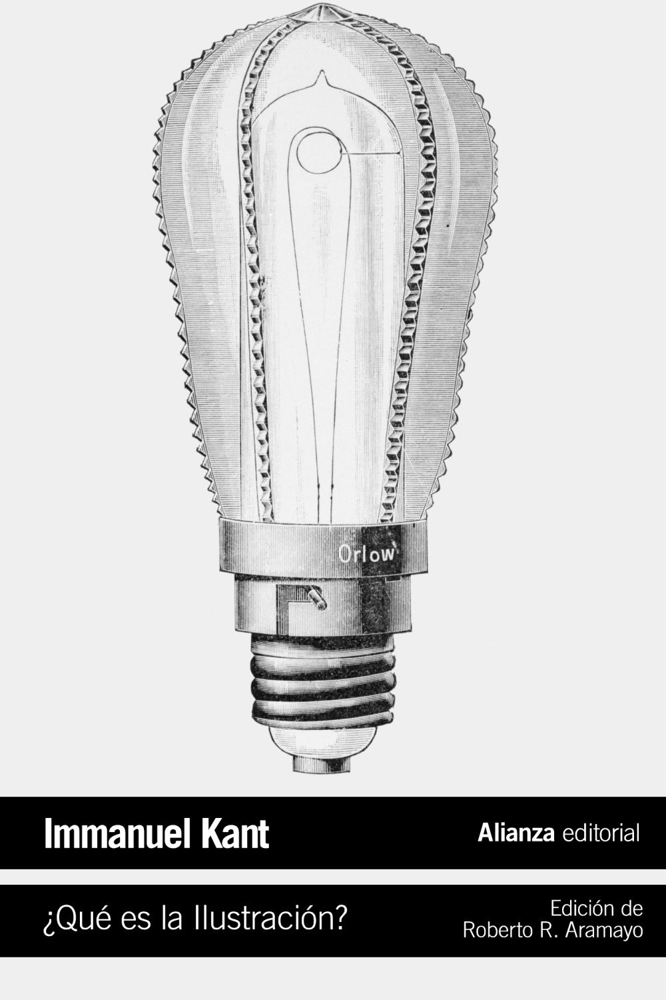 Orlow
Immanuel Kant
Alianza editorial
¿Qué es la Ilustración?
Edición de
Roberto R. Aramayo